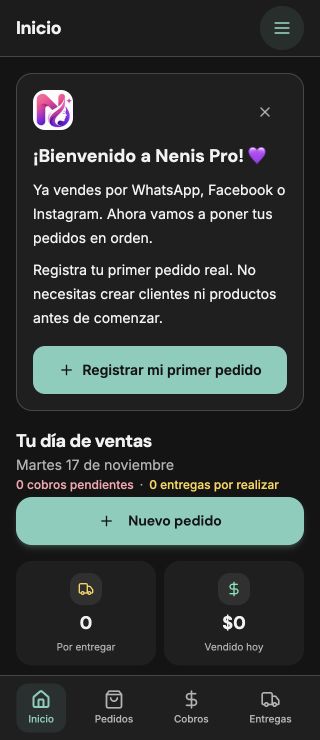 Inicio
¡Bienvenido a Nenis Pro! 💜
Ya vendes por WhatsApp, Facebook o
Instagram. Ahora vamos a poner tus
pedidos en orden.
Registra tu primer pedido real. No
necesitas crear clientes ni productos
antes de comenzar.
+ Registrar mi primer pedido
Tu día de ventas
Martes 17 de noviembre
0 cobros pendientes · 0 entregas por realizar
+ Nuevo pedido
0
Por entregar
$0
Vendido hoy
Inicio
Pedidos
Cobros
Entregas